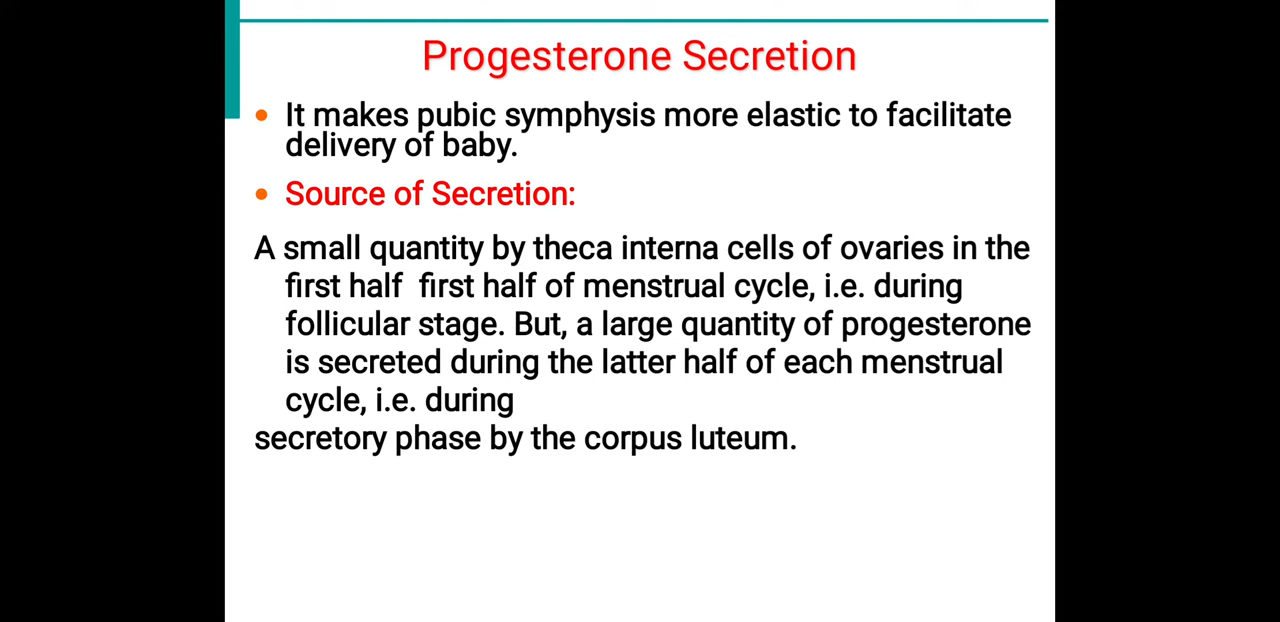 Progesterone Secretion
• It makes pubic symphysis more elastic to facilitate
delivery of baby.
• Source of Secretion:
A small quantity by theca interna cells of ovaries in the
first half  first half of menstrual cycle, i.e. during
follicular stage. But, a large quantity of progesterone
is secreted during the latter half of each menstrual
cycle, i.e. during
secretory phase by the corpus luteum.